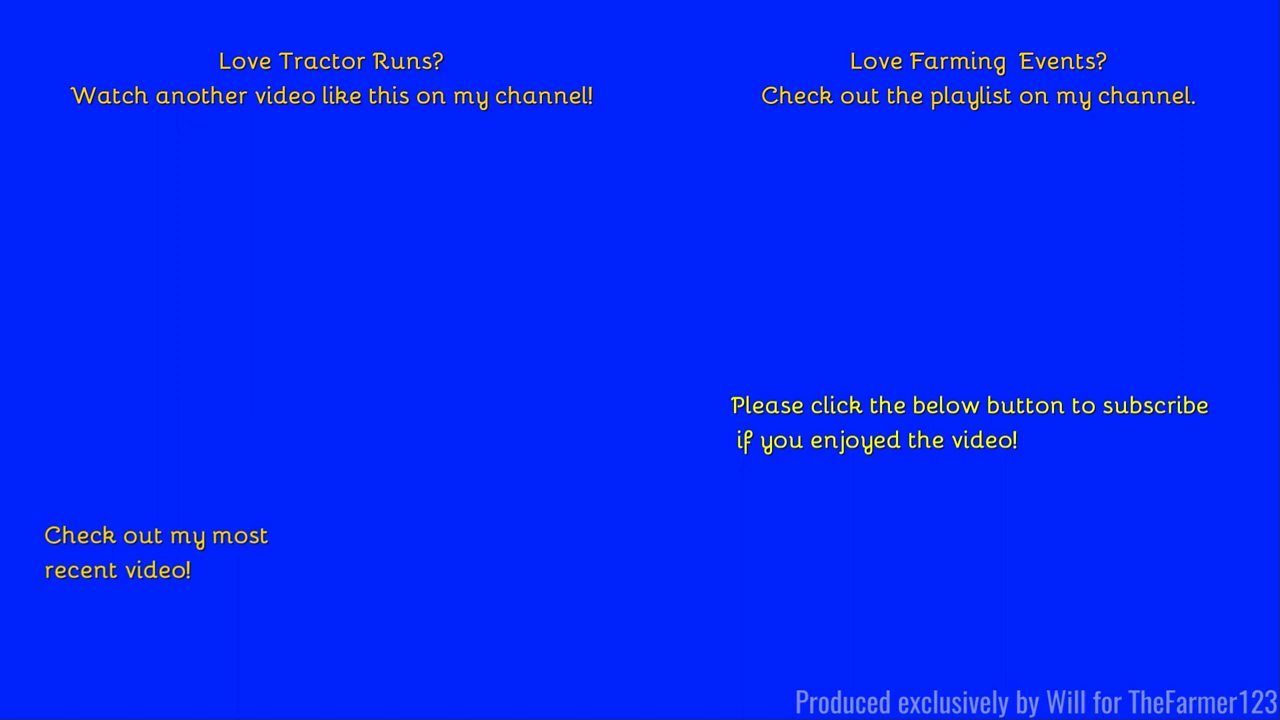 Love Tractor Runs?
Watch another video like this on my channel!
Love Farming  Events?
Check out the playlist on my channel.
Please click the below button to subscribe
if you enjoyed the video!
Check out my most
recent video!
Produced exclusively by Will for TheFarmer123